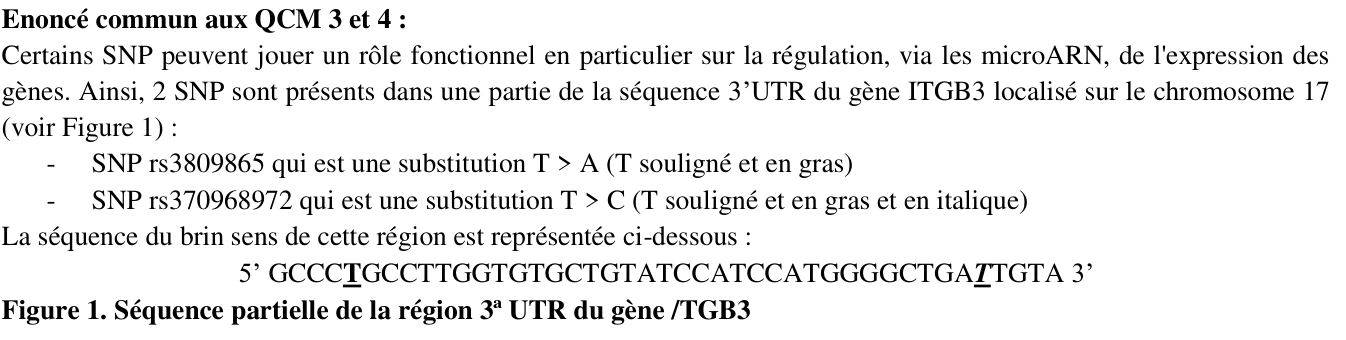 Enoncé commun aux QCM 3 et 4 :
Certains SNP peuvent jouer un rôle fonctionnel en particulier sur la régulation, via les microARN, de l'expression des
gènes. Ainsi, 2 SNP sont présents dans une partie de la séquence 3’UTR du gène ITGB3 localisé sur le chromosome 17
(voir Figure 1) :
- SNP rs3809865 qui est une substitution T > A (T souligné et en gras)
- SNP rs370968972 qui est une substitution T > C (T souligné et en gras et en italique)
La séquence du brin sens de cette région est représentée ci-dessous :
5’ GCCCTGCCTTGGTGTGCTGTATCCATCCATGGGGCTGATTGTA 3’
Figure 1. Séquence partielle de la région 3ª UTR du gène /TGB3